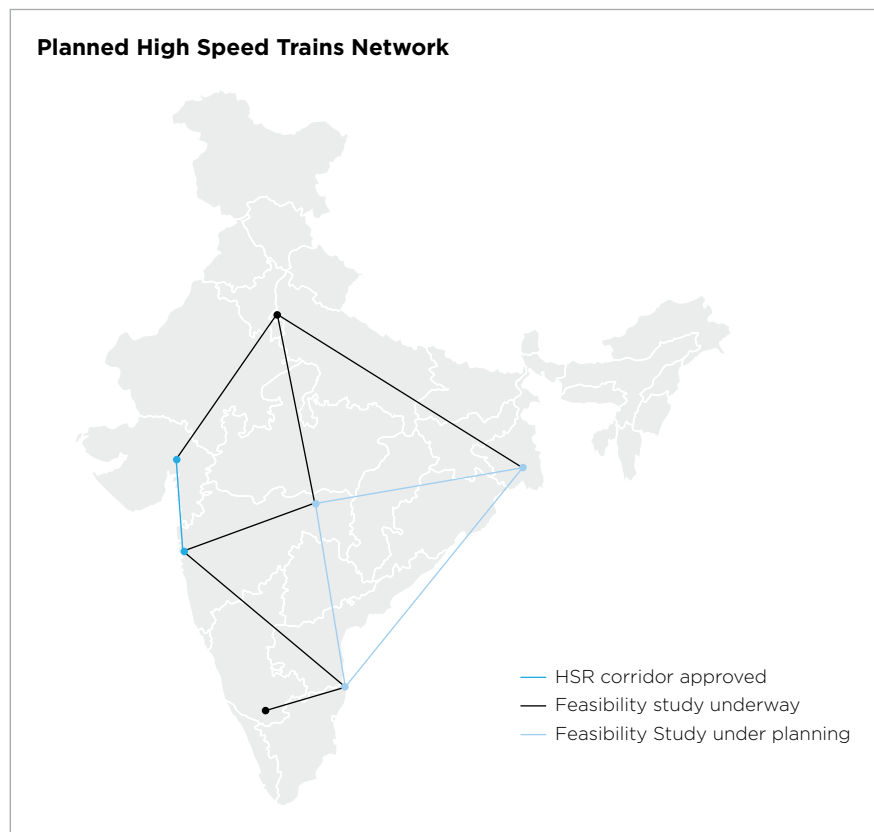 Planned High Speed Trains Network
HSR corridor approved
Feasibility study underway
Feasibility Study under planning